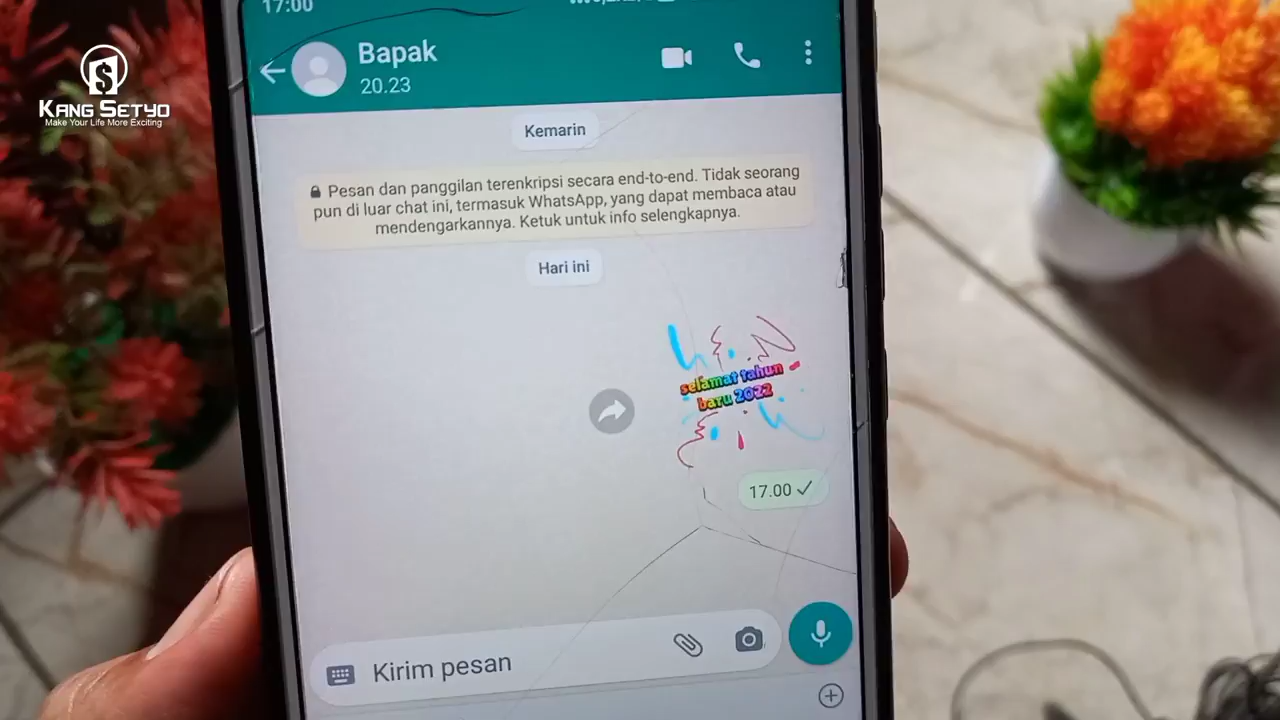 17:00
KANG SETYO
Make Your Life More Exciting
Bapak
20.23
Kemarin
Pesan dan panggilan terenkripsi secara end-to-end. Tidak seorang
pun di luar chat ini, termasuk WhatsApp, yang dapat membaca atau
mendengarkannya. Ketuk untuk info selengkapnya.
Hari ini
selamat tahun
baru 2022
17.00
Kirim pesan